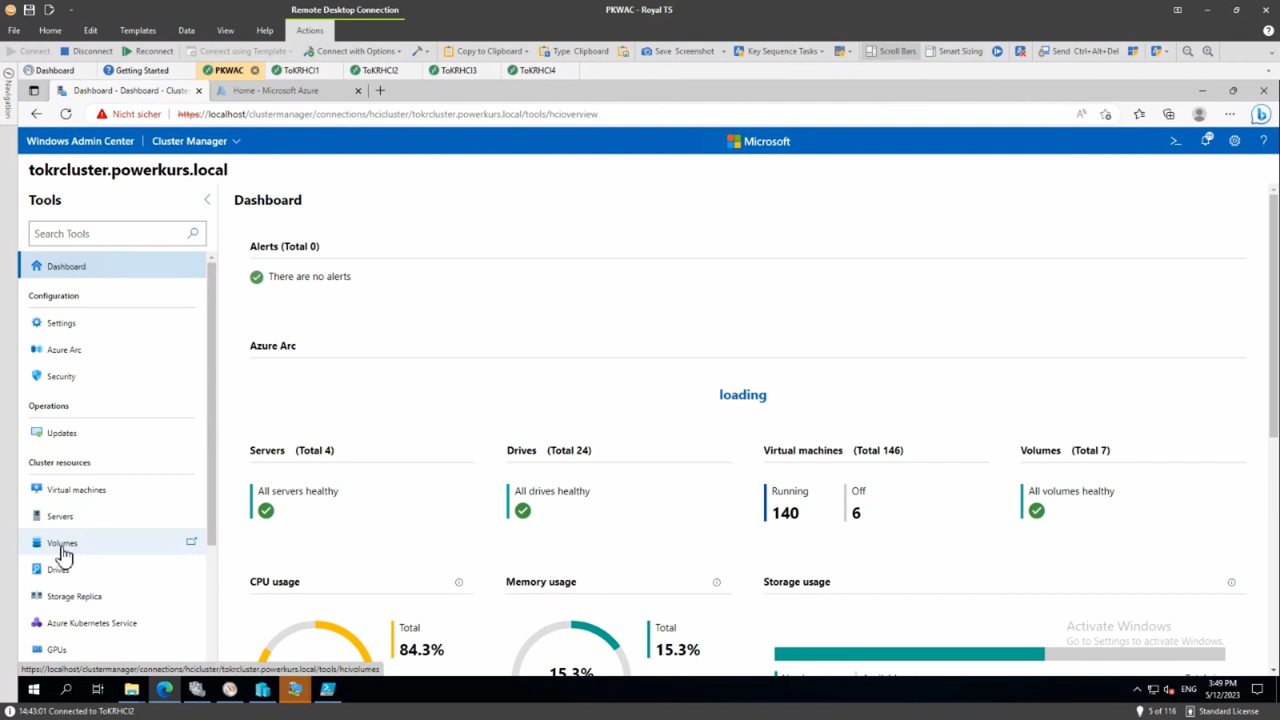 Remote Desktop Connection
PKWAC - Royal TS
File Home Edit Templates Data View Help Actions
Connect Disconnect Reconnect Connect using Template Connect with Options Copy to Clipboard Type Clipboard Save Screenshot Key Sequence Tasks Scroll Bars Smart Sizing Send Ctrl+Alt+Del
Navigation
Dashboard Getting Started PKWAC ToKRHCI1 ToKRHCI2 ToKRHCI3 ToKRHCI4
Dashboard - Dashboard - Cluste
Home - Microsoft Azure
Nicht sicher https://localhost/clustermanager/connections/hcicluster/tokrcluster.powerkurs.local/tools/hcioverview
Windows Admin Center Cluster Manager Microsoft
tokrcluster.powerkurs.local
Tools
Search Tools
Dashboard
Configuration
Settings
Azure Arc
Security
Operations
Updates
Cluster resources
Virtual machines
Servers
Volumes
Drives
Storage Replica
Azure Kubernetes Service
GPUs
Dashboard
Alerts (Total 0)
There are no alerts
Azure Arc
loading
Servers (Total 4)
All servers healthy
Drives (Total 24)
All drives healthy
Virtual machines (Total 146)
Running
140
Off
6
Volumes (Total 7)
All volumes healthy
CPU usage
Total
84.3%
Memory usage
15.3%
Total
15.3%
Storage usage
Activate Windows
Go to Settings to activate Windows.
https://localhost/clustermanager/connections/hcicluster/tokrcluster.powerkurs.local/tools/hcivolumes
ENG
3:49 PM
5/12/2023
14:43:01 Connected to ToKRHCI2
5 of 116
Standard License